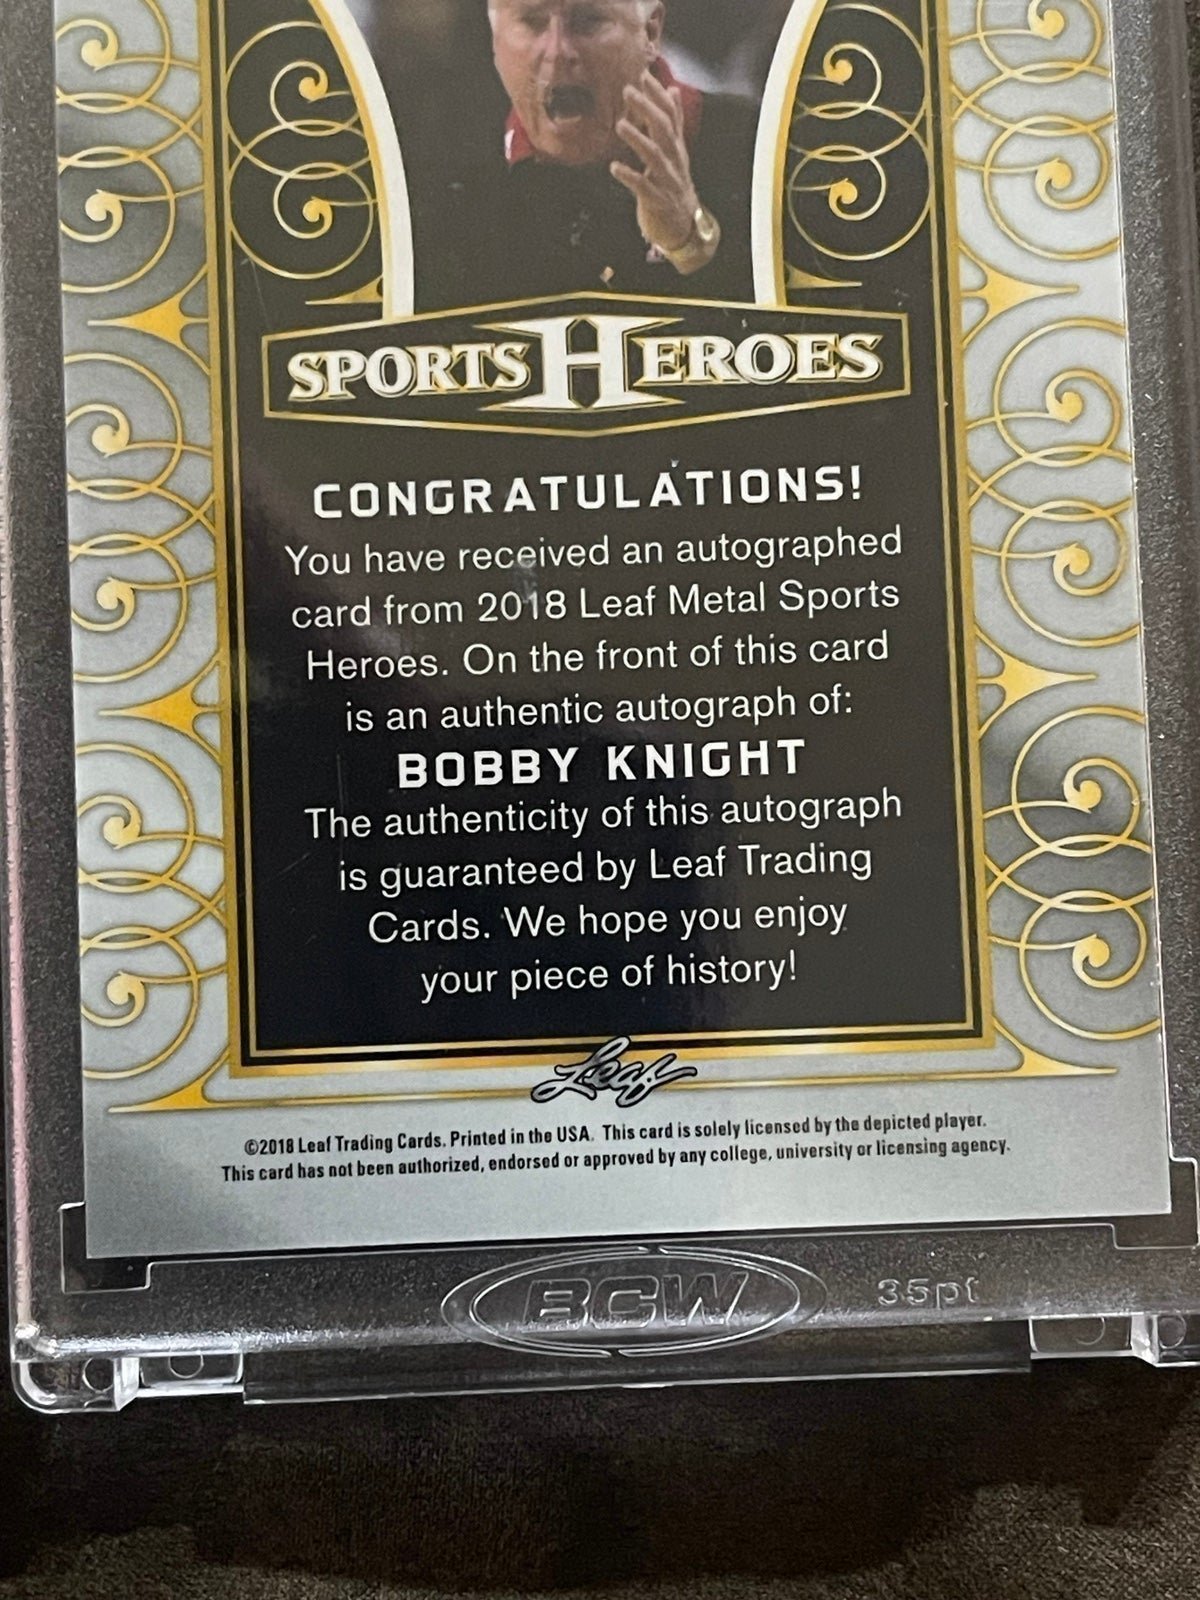 SPORTS HEROES
CONGRATULATIONS!
You have received an autographed
card from 2018 Leaf Metal Sports
Heroes. On the front of this card
is an authentic autograph of:
BOBBY KNIGHT
The authenticity of this autograph
is guaranteed by Leaf Trading
Cards. We hope you enjoy
your piece of history!
Leaf
©2018 Leaf Trading Cards. Printed in the USA. This card is solely licensed by the depicted player.
This card has not been authorized, endorsed or approved by any college, university or licensing agency.
BCW 35pt